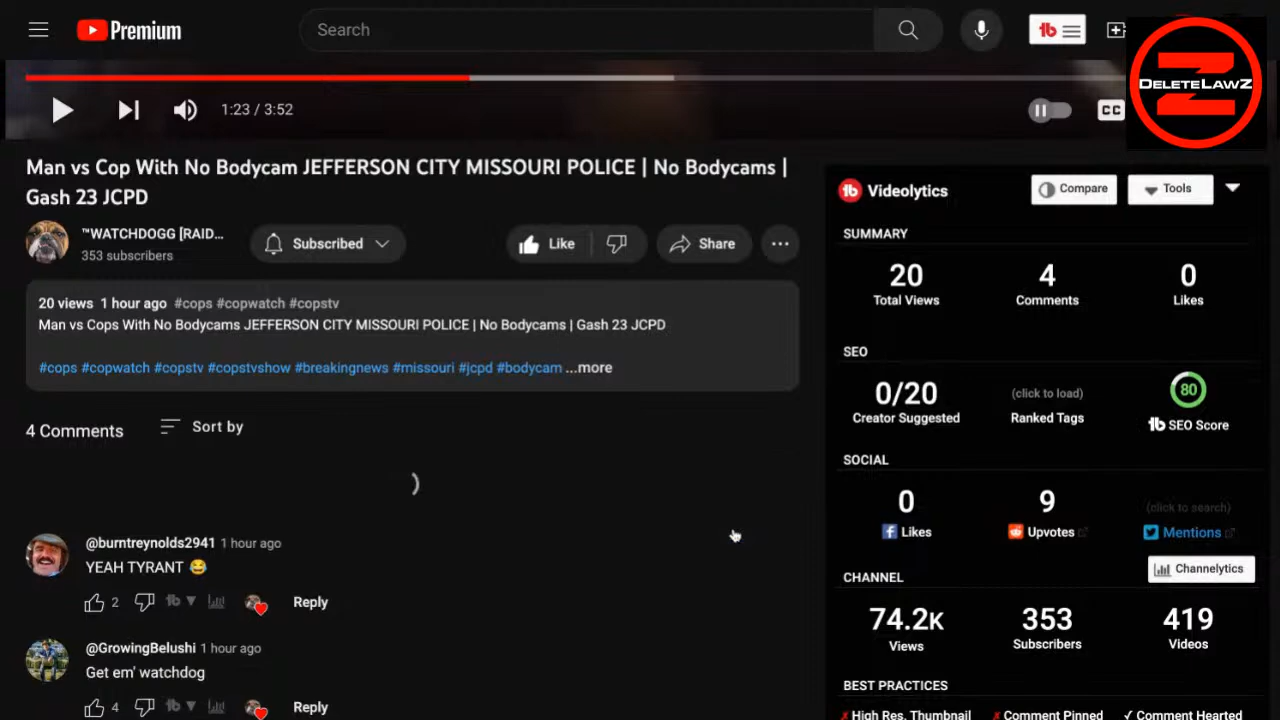 Premium
Search
DELETELAWZ
1:23 / 3:52
CC
Man vs Cop With No Bodycam JEFFERSON CITY MISSOURI POLICE | No Bodycams |
Gash 23 JCPD
™WATCHDOGG [RAID...
353 subscribers
Subscribed
Like
Share
20 views 1 hour ago #cops #copwatch #copstv
Man vs Cops With No Bodycams JEFFERSON CITY MISSOURI POLICE | No Bodycams | Gash 23 JCPD
#cops #copwatch #copstv #copstvshow #breakingnews #missouri #jcpd #bodycam ...more
4 Comments
Sort by
@burntreynolds2941 1 hour ago
YEAH TYRANT 😂
2
Reply
@GrowingBelushi 1 hour ago
Get em' watchdog
4
Reply
Videolytics
Compare
Tools
SUMMARY
20 4 0
Total Views Comments Likes
SEO
0/20 (click to load) 80
Creator Suggested Ranked Tags SEO Score
SOCIAL
0 9 (click to search)
Likes Upvotes Mentions
CHANNEL
Channelytics
74.2K 353 419
Views Subscribers Videos
BEST PRACTICES
✗ High Res. Thumbnail ✗ Comment Pinned ✓ Comment Hearted